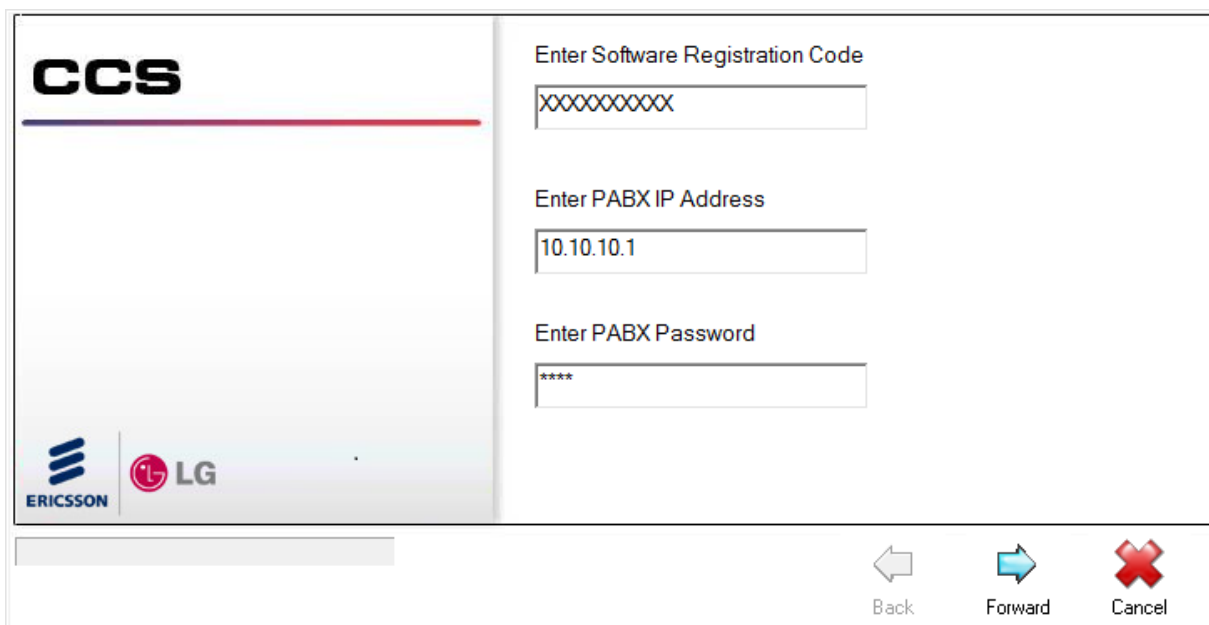 CCS
Enter Software Registration Code
XXXXXXXXXX
Enter PABX IP Address
10.10.10.1
Enter PABX Password
****
ERICSSON
LG
Back
Forward
Cancel